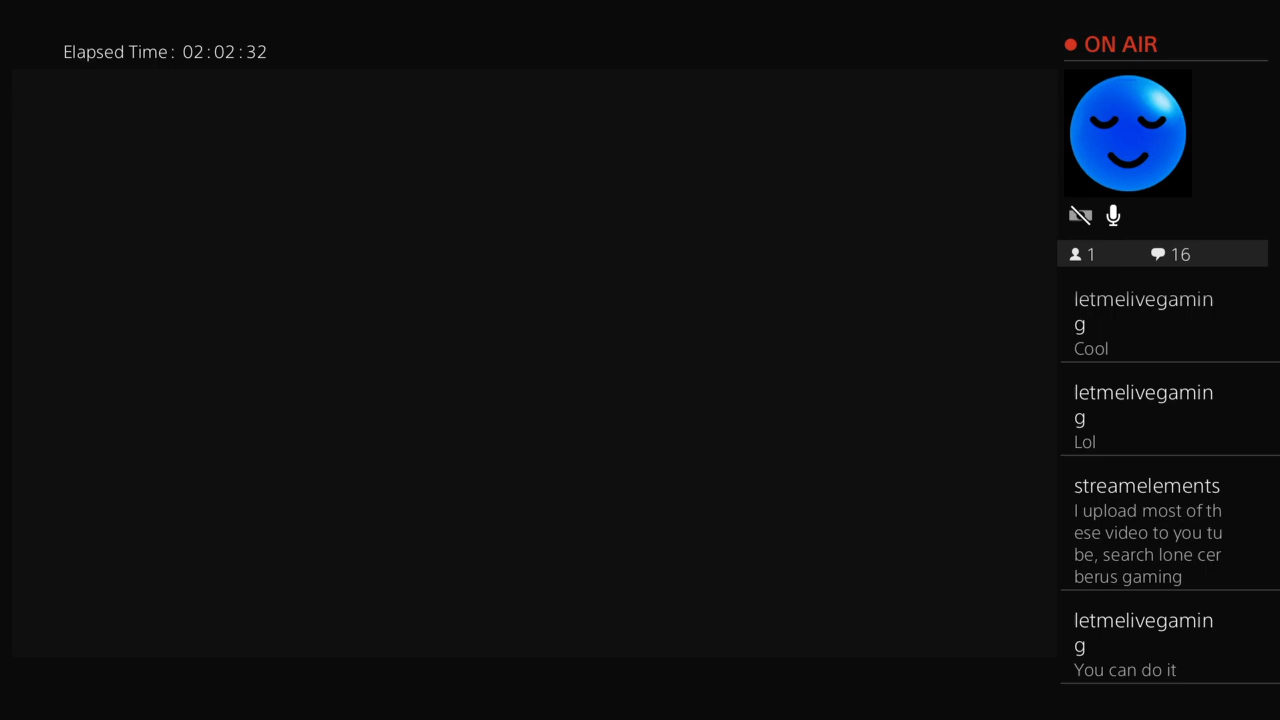 Elapsed Time: 02:02:32
ON AIR
1 16
letmelivegamin
g
Cool
letmelivegamin
g
Lol
streamelements
I upload most of th
ese video to you tu
be, search lone cer
berus gaming
letmelivegamin
g
You can do it